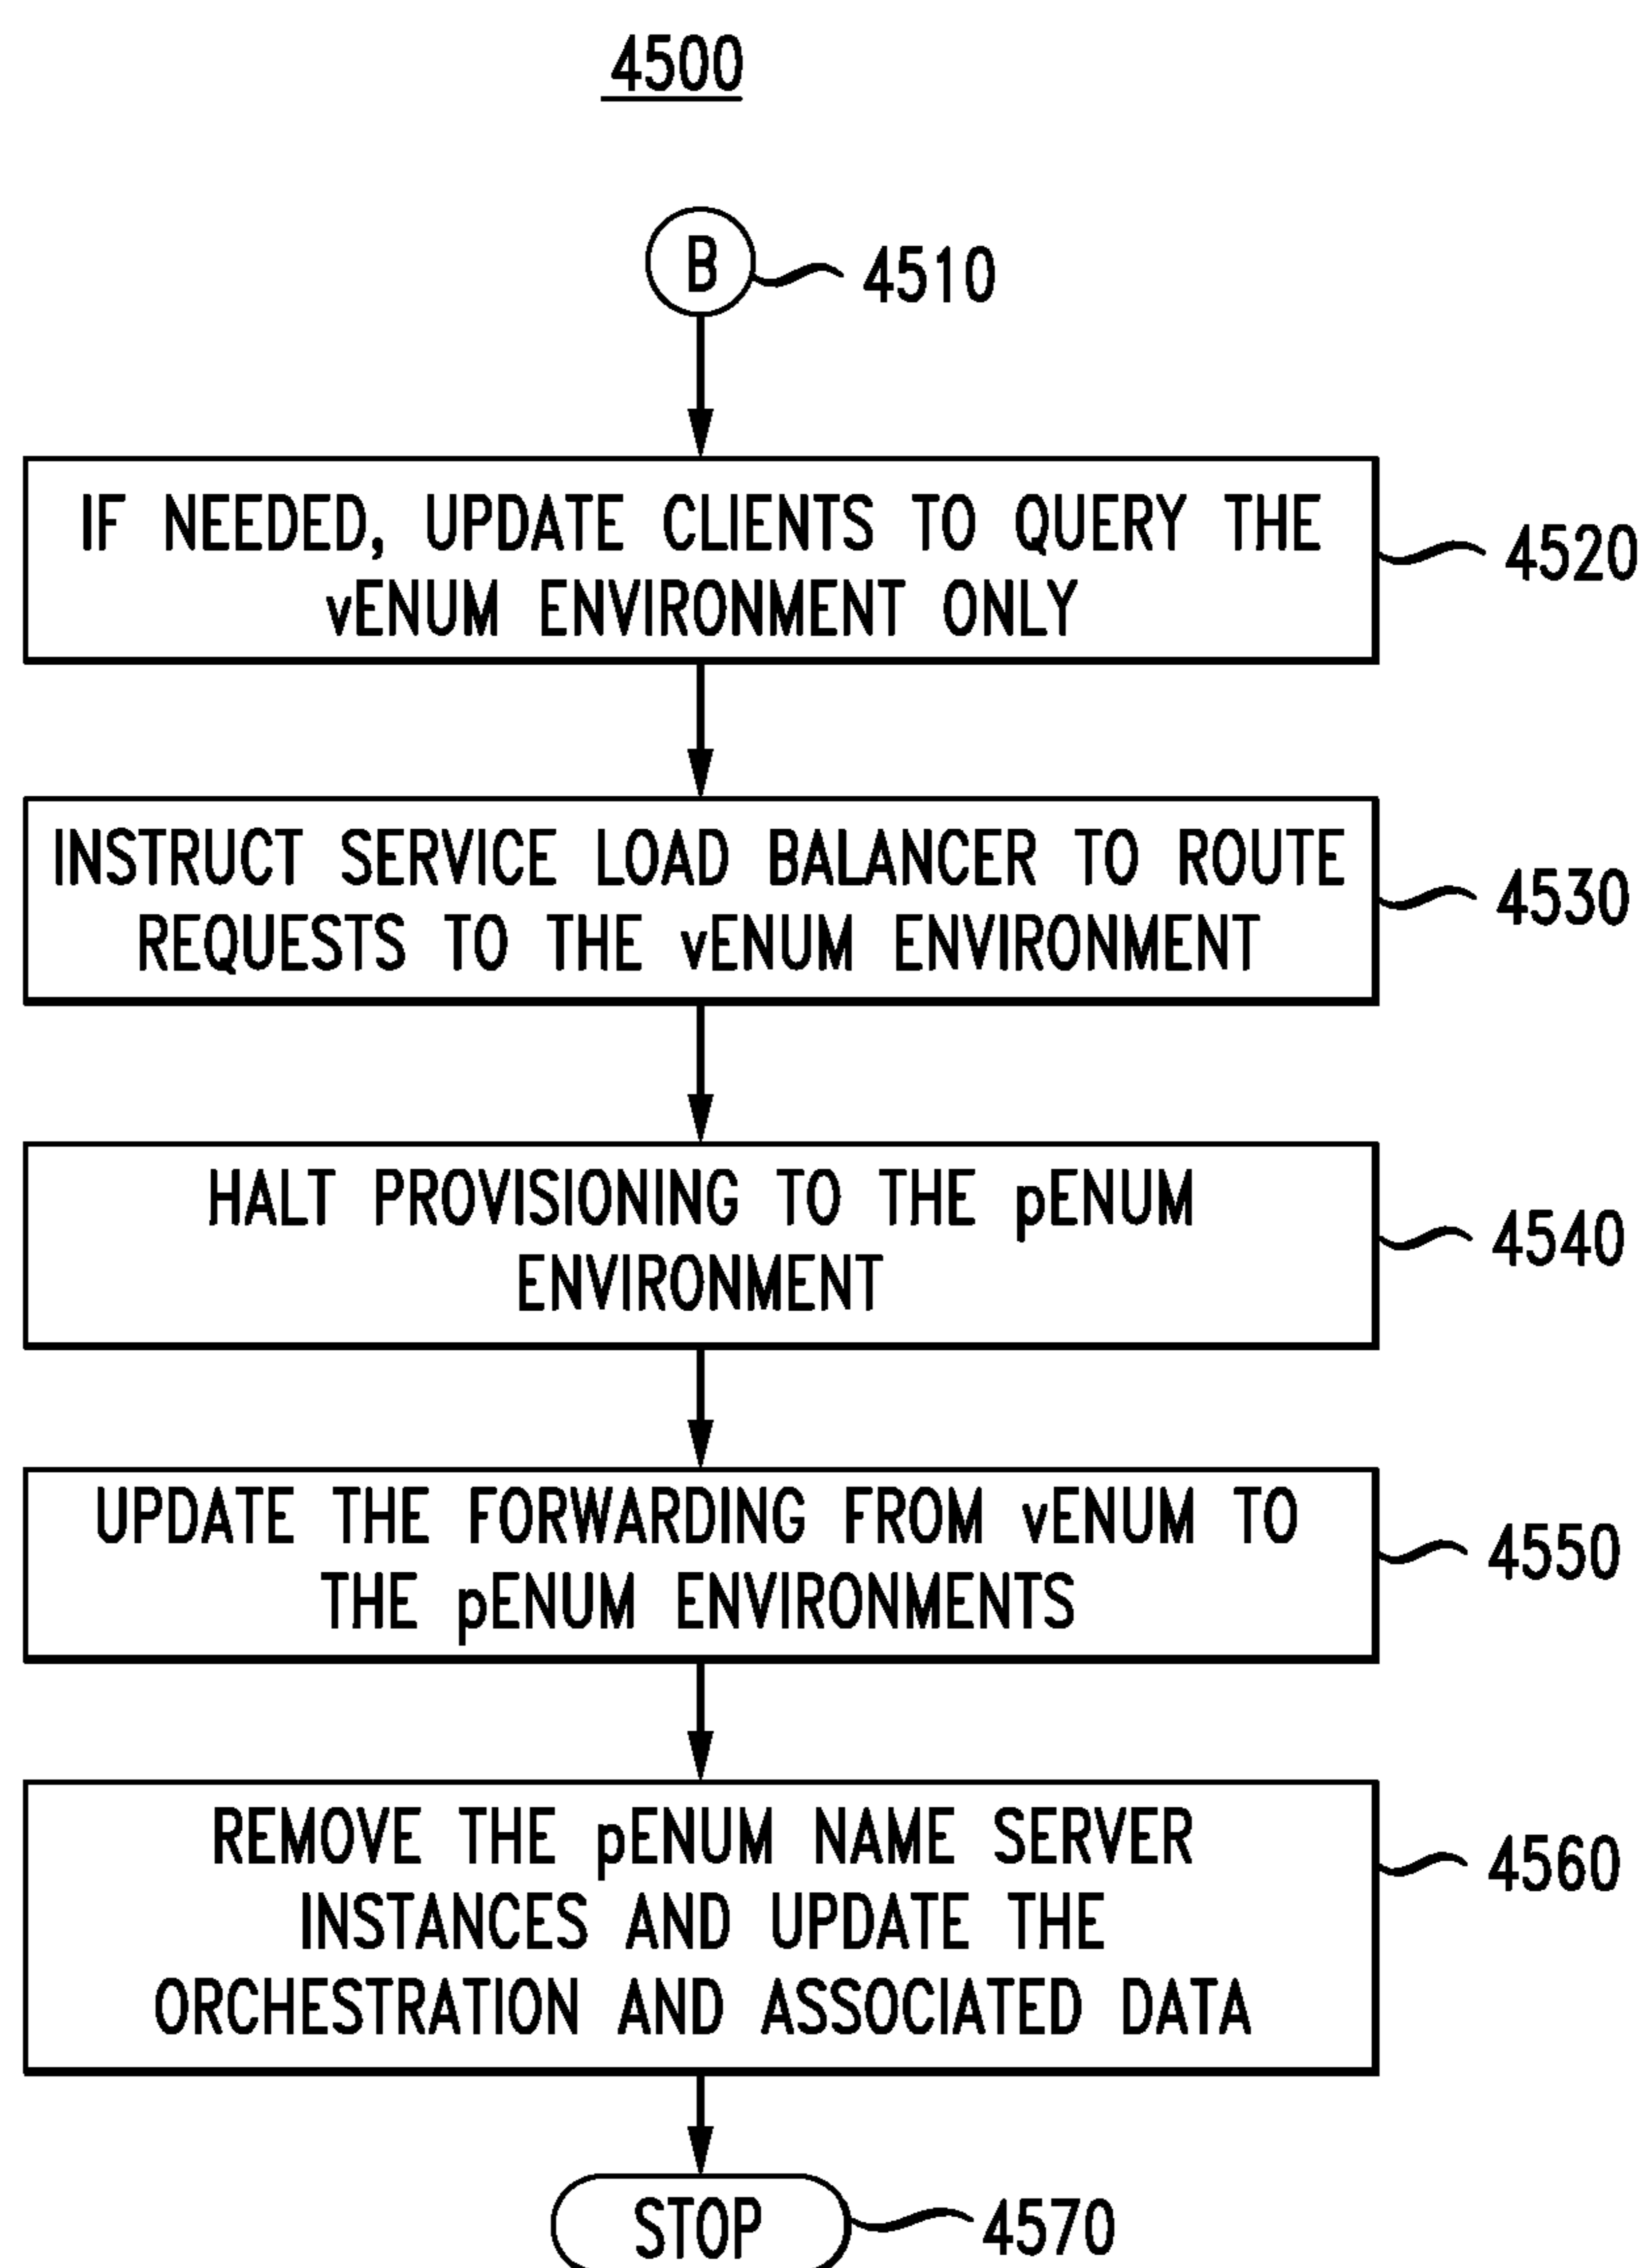 4500
B
4510
IF NEEDED, UPDATE CLIENTS TO QUERY THE
vENUM ENVIRONMENT ONLY
4520
INSTRUCT SERVICE LOAD BALANCER TO ROUTE
REQUESTS TO THE vENUM ENVIRONMENT
4530
HALT PROVISIONING TO THE pENUM
ENVIRONMENT
4540
UPDATE THE FORWARDING FROM vENUM TO
THE pENUM ENVIRONMENTS
4550
REMOVE THE pENUM NAME SERVER
INSTANCES AND UPDATE THE
ORCHESTRATION AND ASSOCIATED DATA
4560
STOP
4570